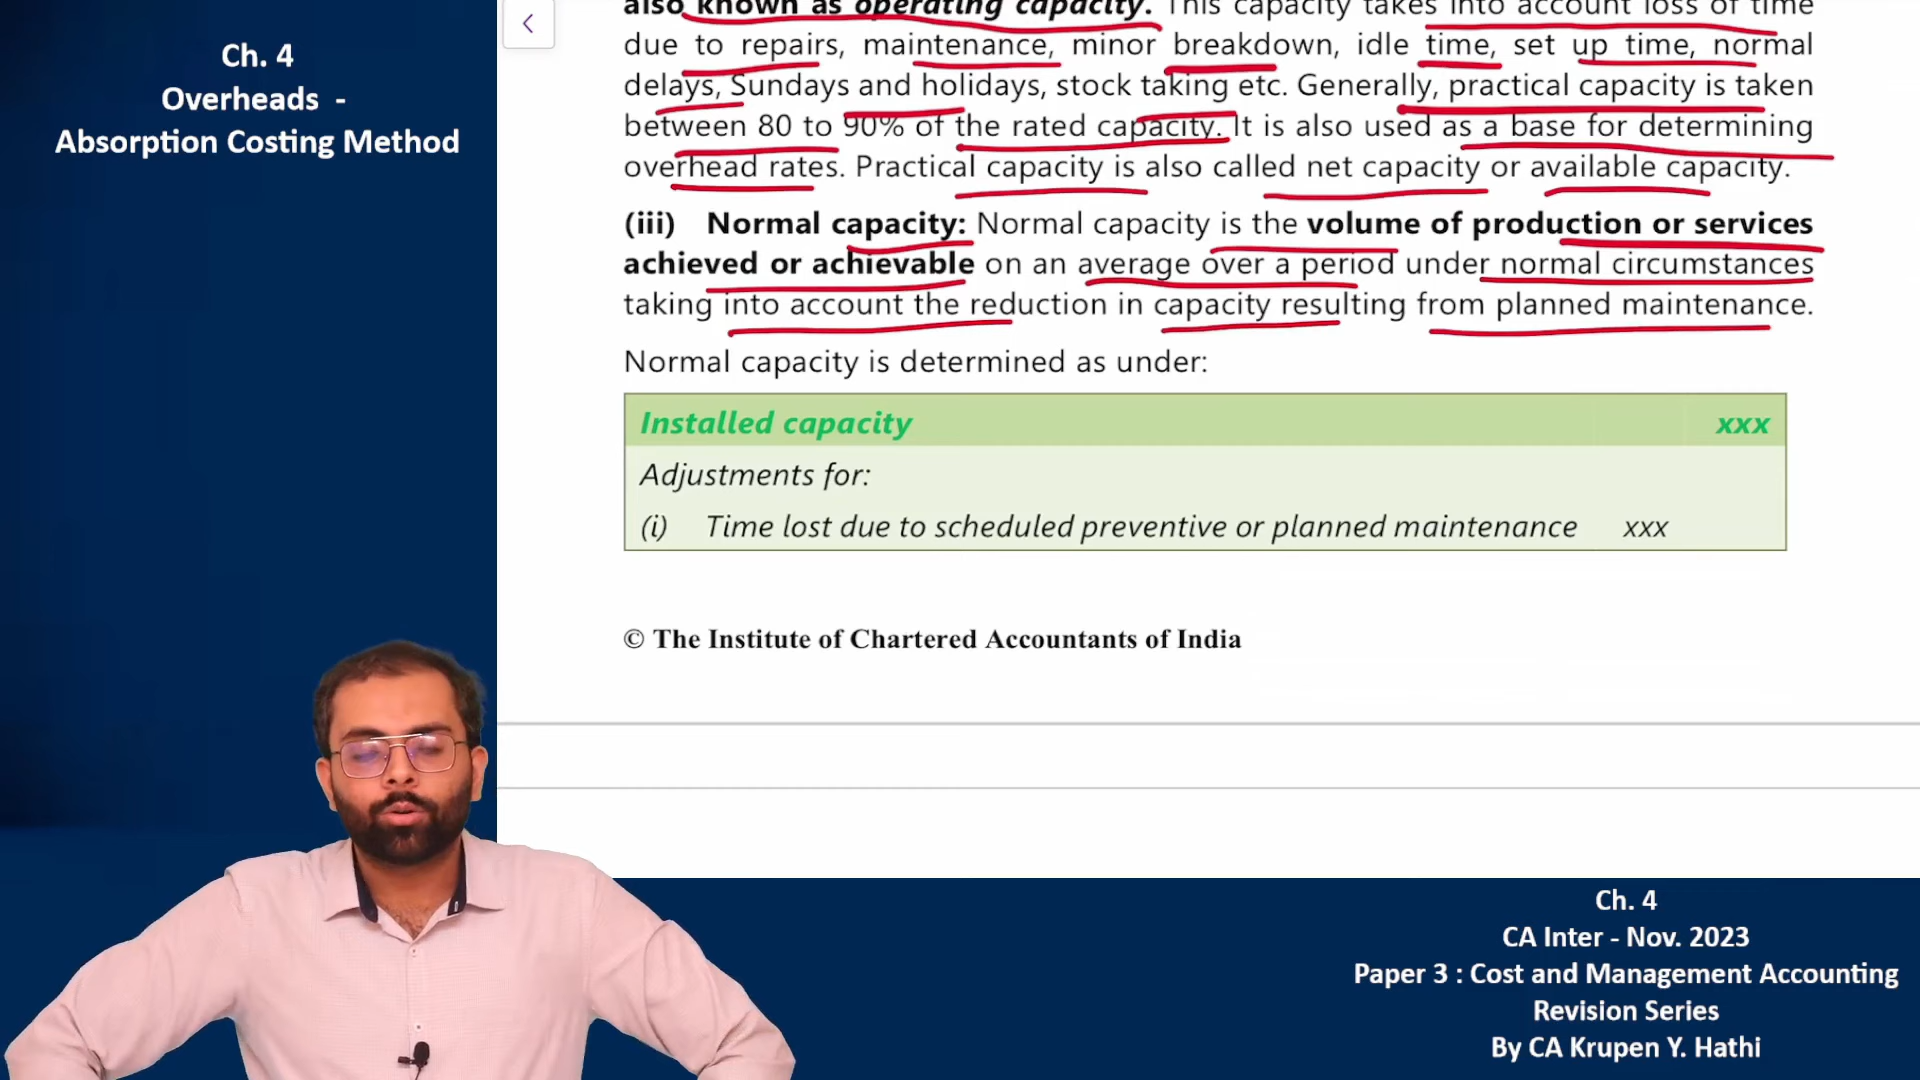 Ch. 4
Overheads -
Absorption Costing Method
also known as operating capacity. This capacity takes into account loss of time
due to repairs, maintenance, minor breakdown, idle time, set up time, normal
delays, Sundays and holidays, stock taking etc. Generally, practical capacity is taken
between 80 to 90% of the rated capacity. It is also used as a base for determining
overhead rates. Practical capacity is also called net capacity or available capacity.
(iii) Normal capacity: Normal capacity is the volume of production or services
achieved or achievable on an average over a period under normal circumstances
taking into account the reduction in capacity resulting from planned maintenance.
Normal capacity is determined as under:
Installed capacity xxx
Adjustments for:
(i) Time lost due to scheduled preventive or planned maintenance xxx
© The Institute of Chartered Accountants of India
Ch. 4
CA Inter - Nov. 2023
Paper 3 : Cost and Management Accounting
Revision Series
By CA Krupen Y. Hathi